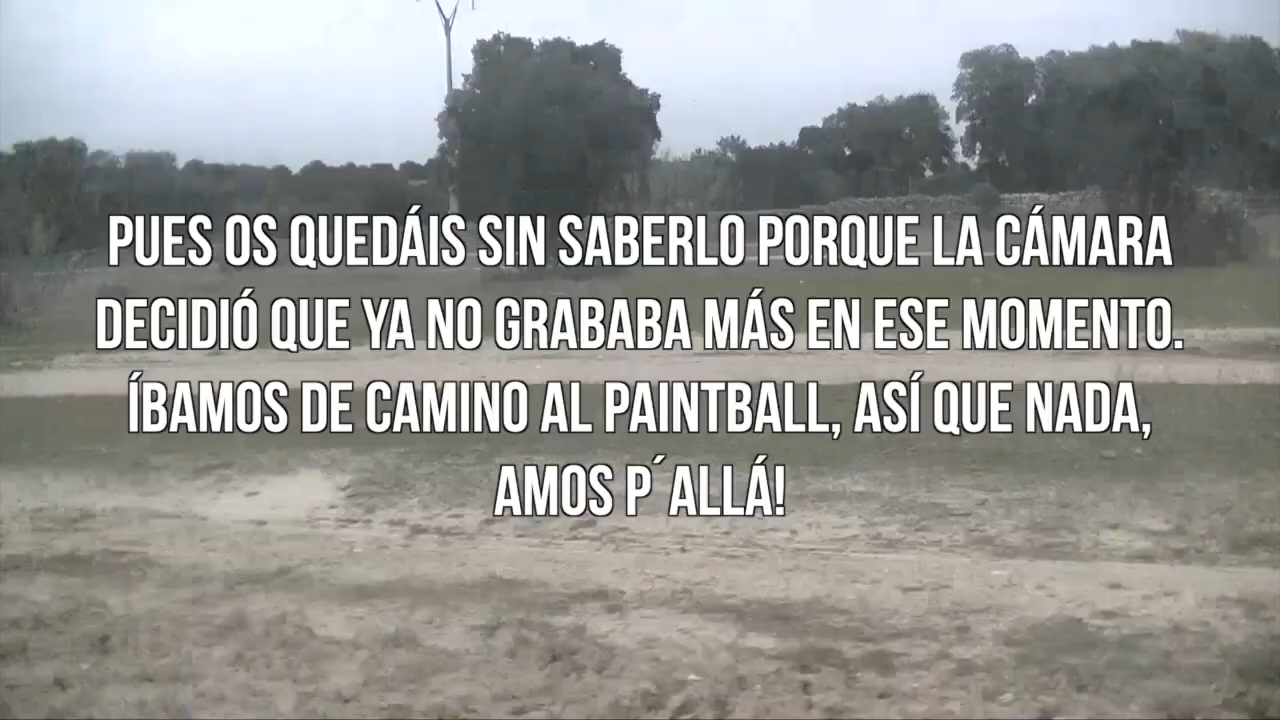 PUES OS QUEDÁIS SIN SABERLO PORQUE LA CÁMARA
DECIDIÓ QUE YA NO GRABABA MÁS EN ESE MOMENTO.
ÍBAMOS DE CAMINO AL PAINTBALL, ASÍ QUE NADA,
AMOS P´ALLÁ!